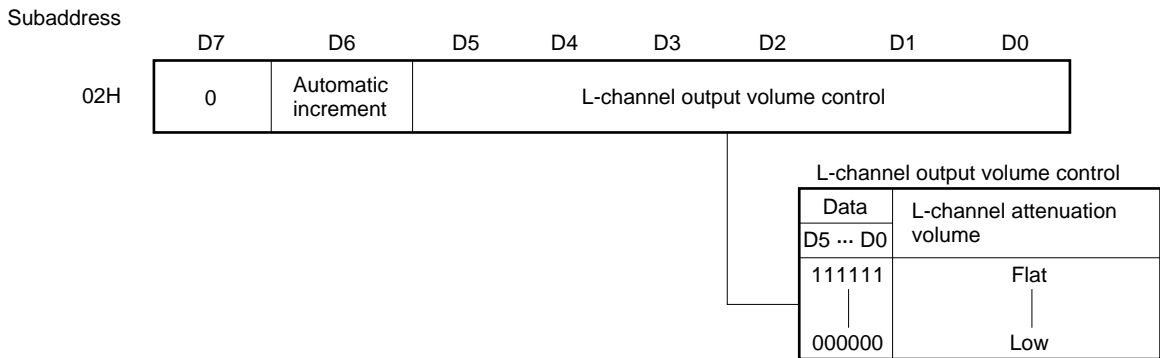 Subaddress
D7 D6 D5 D4 D3 D2 D1 D0
02H 0 Automatic increment L-channel output volume control
L-channel output volume control
Data L-channel attenuation volume
D5 ··· D0
111111 Flat
000000 Low